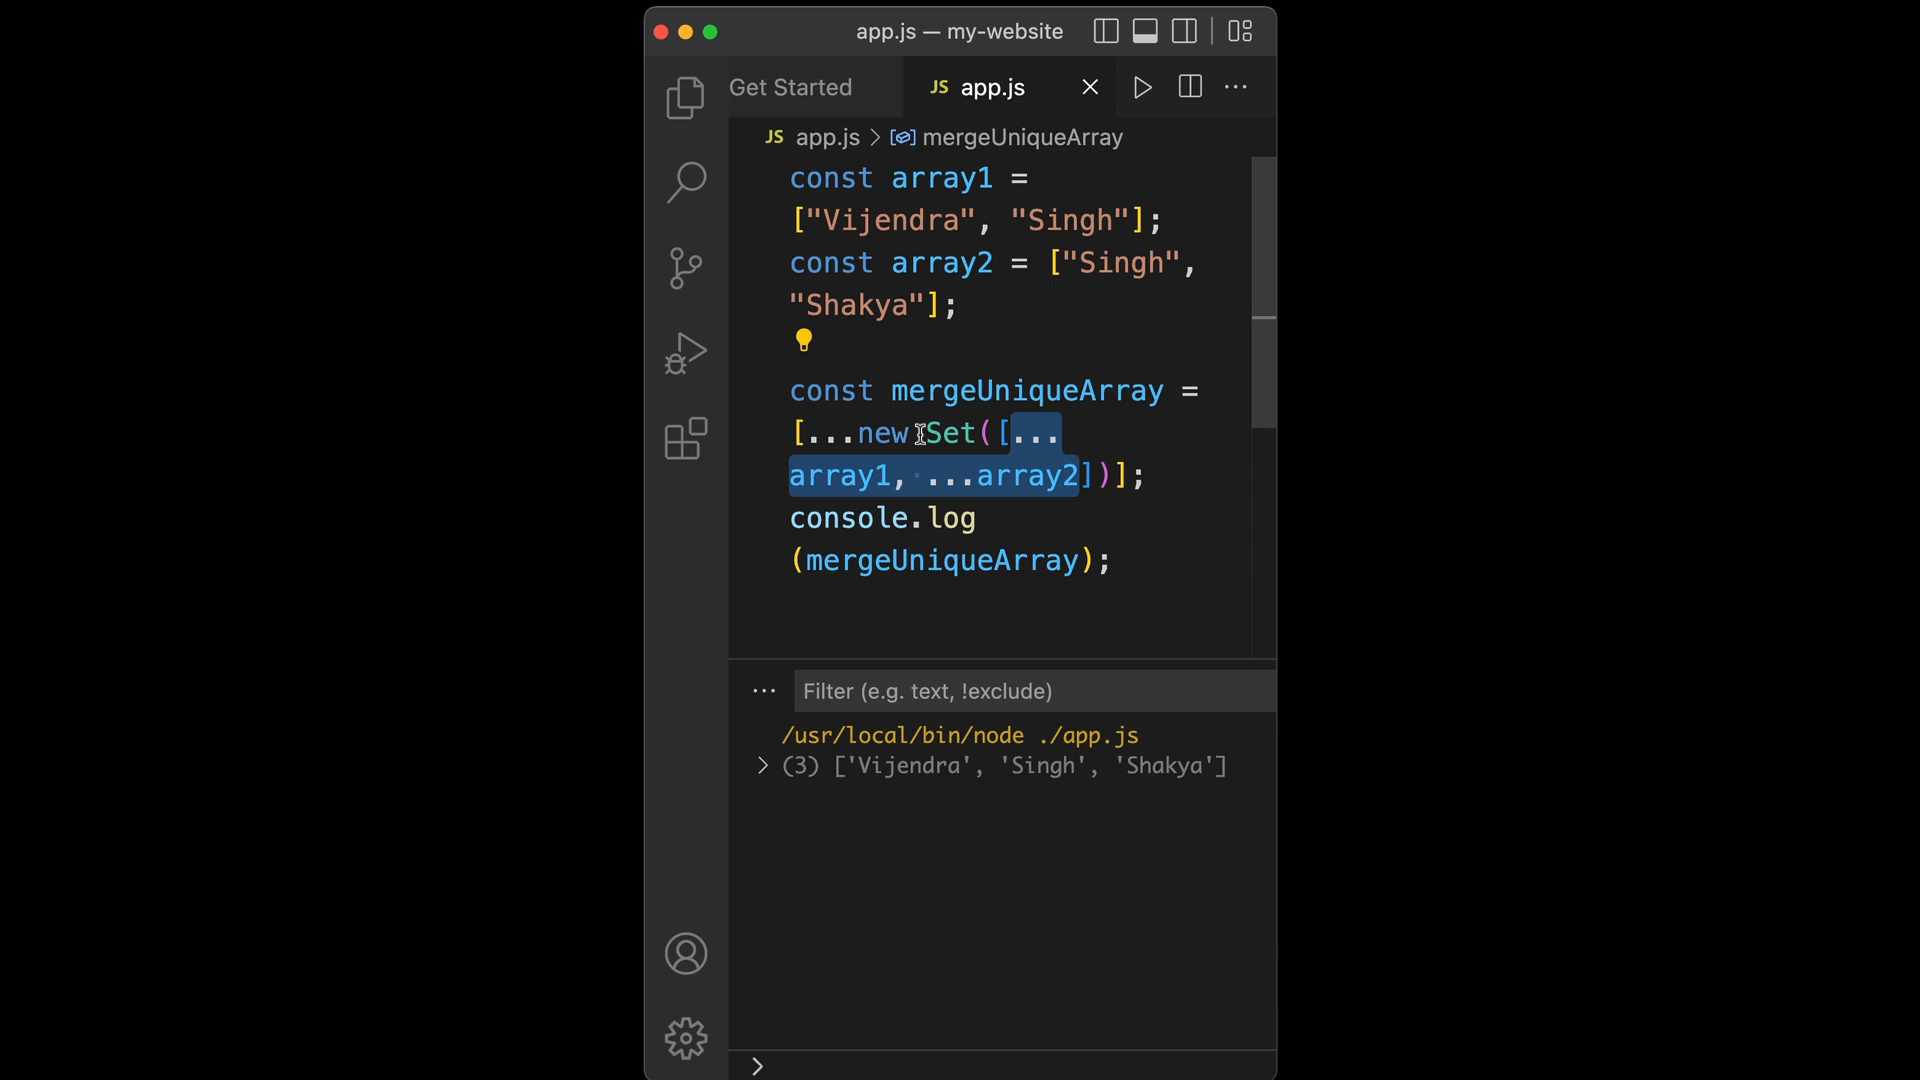 app.js — my-website
Get Started
JS app.js
JS app.js > mergeUniqueArray
const array1 =
["Vijendra", "Singh"];
const array2 = ["Singh",
"Shakya"];
const mergeUniqueArray =
[...new Set([...
array1, ...array2])];
console.log
(mergeUniqueArray);
Filter (e.g. text, !exclude)
/usr/local/bin/node ./app.js
> (3) ['Vijendra', 'Singh', 'Shakya']
>